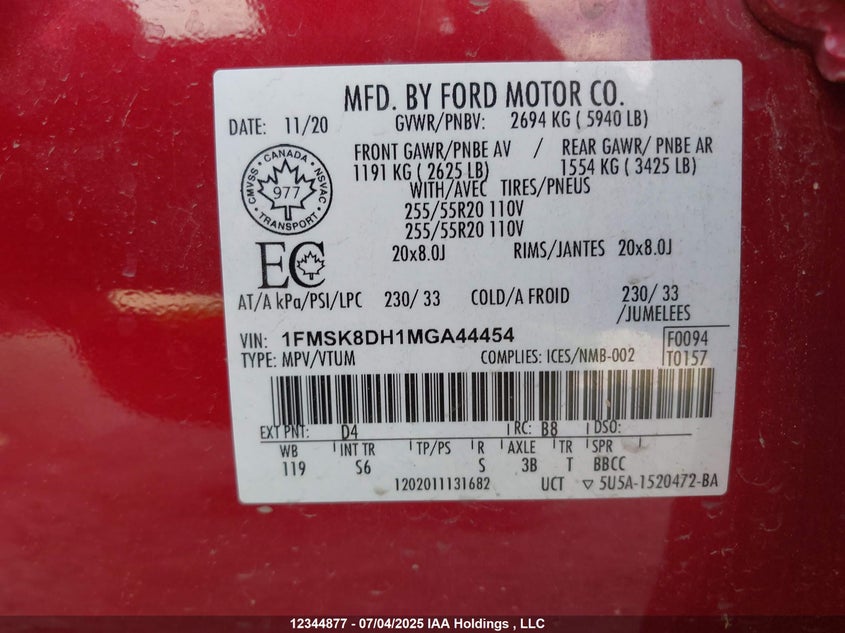 MFD. BY FORD MOTOR CO.
DATE: 11/20 GVWR/PNBV: 2694 KG ( 5940 LB)
FRONT GAWR/PNBE AV / REAR GAWR/ PNBE AR
1191 KG ( 2625 LB) 1554 KG ( 3425 LB)
WITH/AVEC TIRES/PNEUS
255/55R20 110V
255/55R20 110V
20x8.0J RIMS/JANTES 20x8.0J
CANADA
CMVSS NSVAC
977
TRANSPORT
EC
AT/A kPa/PSI/LPC 230/ 33 COLD/A FROID 230/ 33
/JUMELEES
VIN: 1FMSK8DH1MGA44454 F0094
TYPE: MPV/VTUM COMPLIES: ICES/NMB-002 T0157
EXT PNT: D4 RC: B8 DSO:
WB INT TR TP/PS R AXLE TR SPR
119 S6 S 3B T BBCC
1202011131682 UCT 5U5A-1520472-BA
12344877 - 07/04/2025 IAA Holdings , LLC